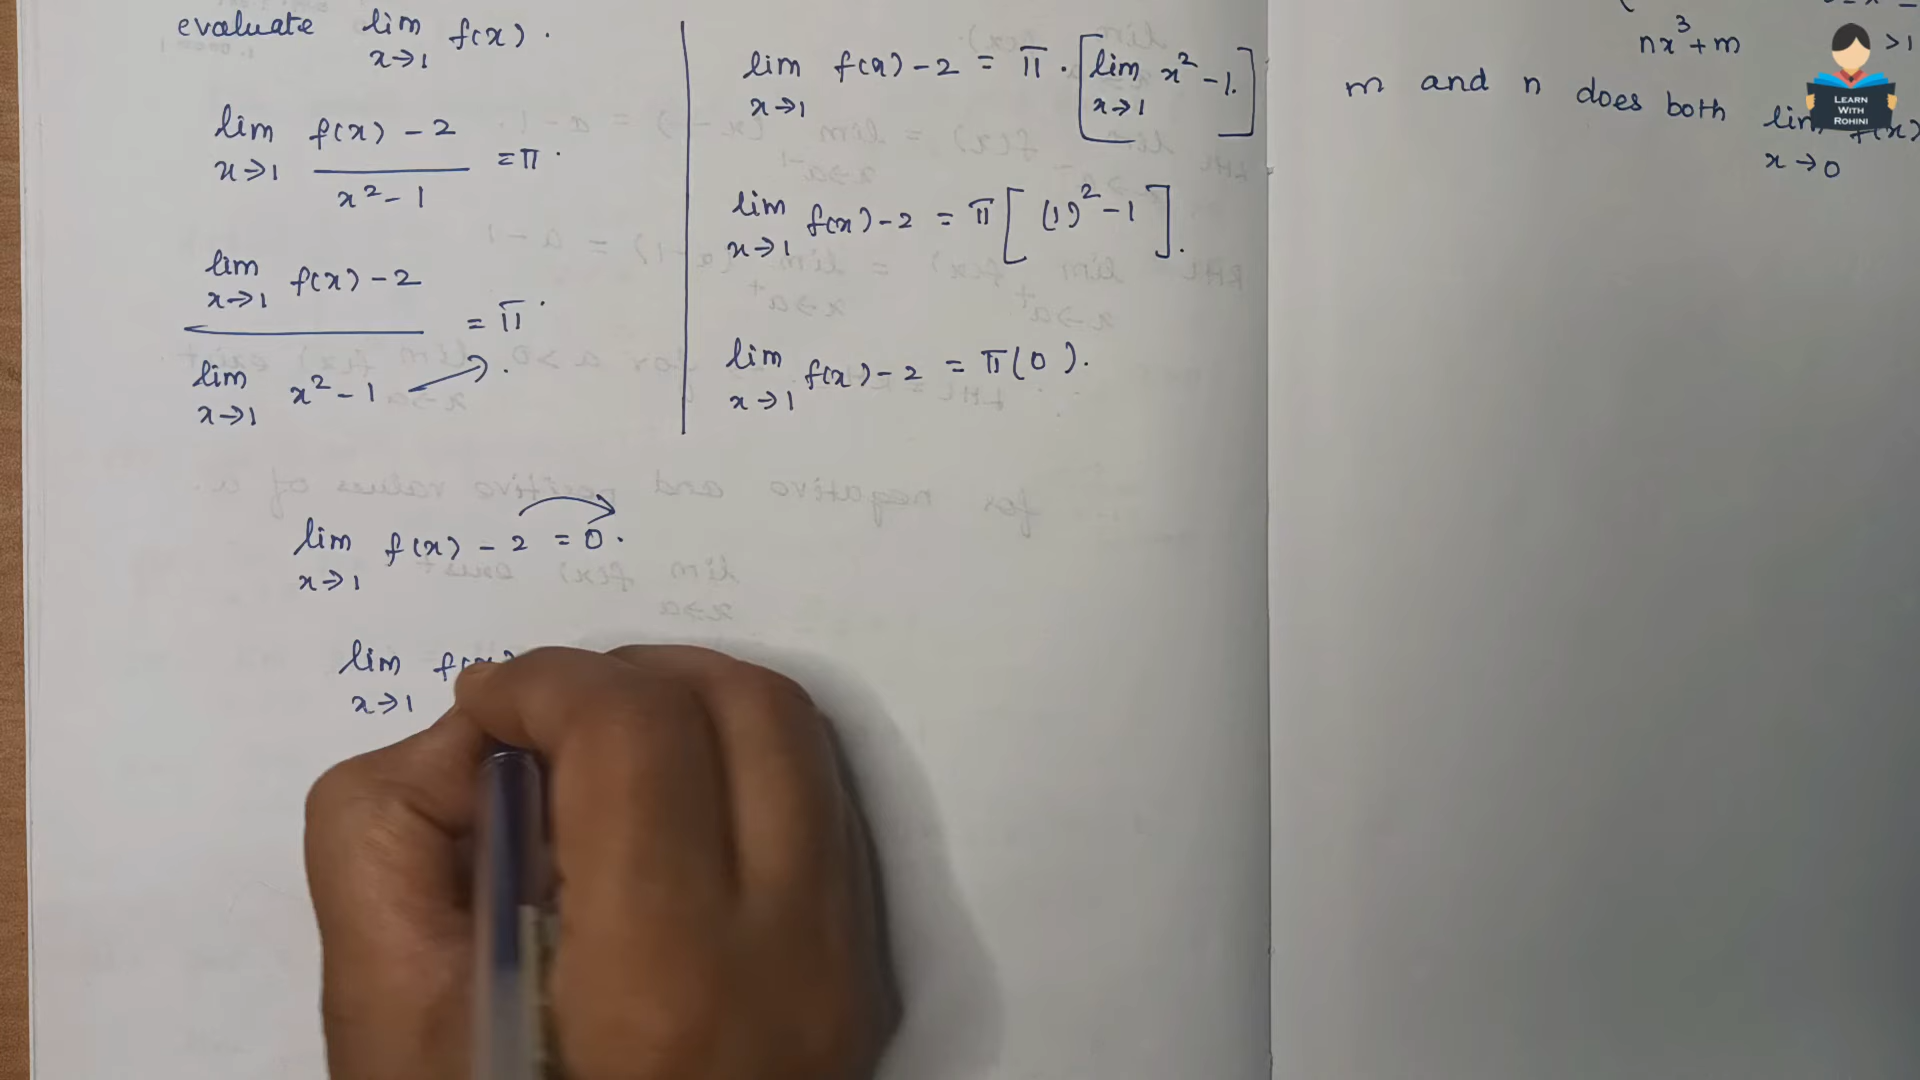 evaluate lim f(x).
x→1
lim f(x) - 2 = π.
x→1 x² - 1
lim f(x) - 2
x→1
= π.
lim x² - 1
x→1
lim f(x) - 2 = π. [lim x² - 1.]
x→1 x→1
lim f(x) - 2 = π [(1)² - 1].
x→1
lim f(x) - 2 = π(0).
x→1
lim f(x) - 2 = 0.
x→1
lim f(x)
x→1
nx³+m >1
m and n does both lim f(x)
x→0
LEARN
WITH
ROHINI